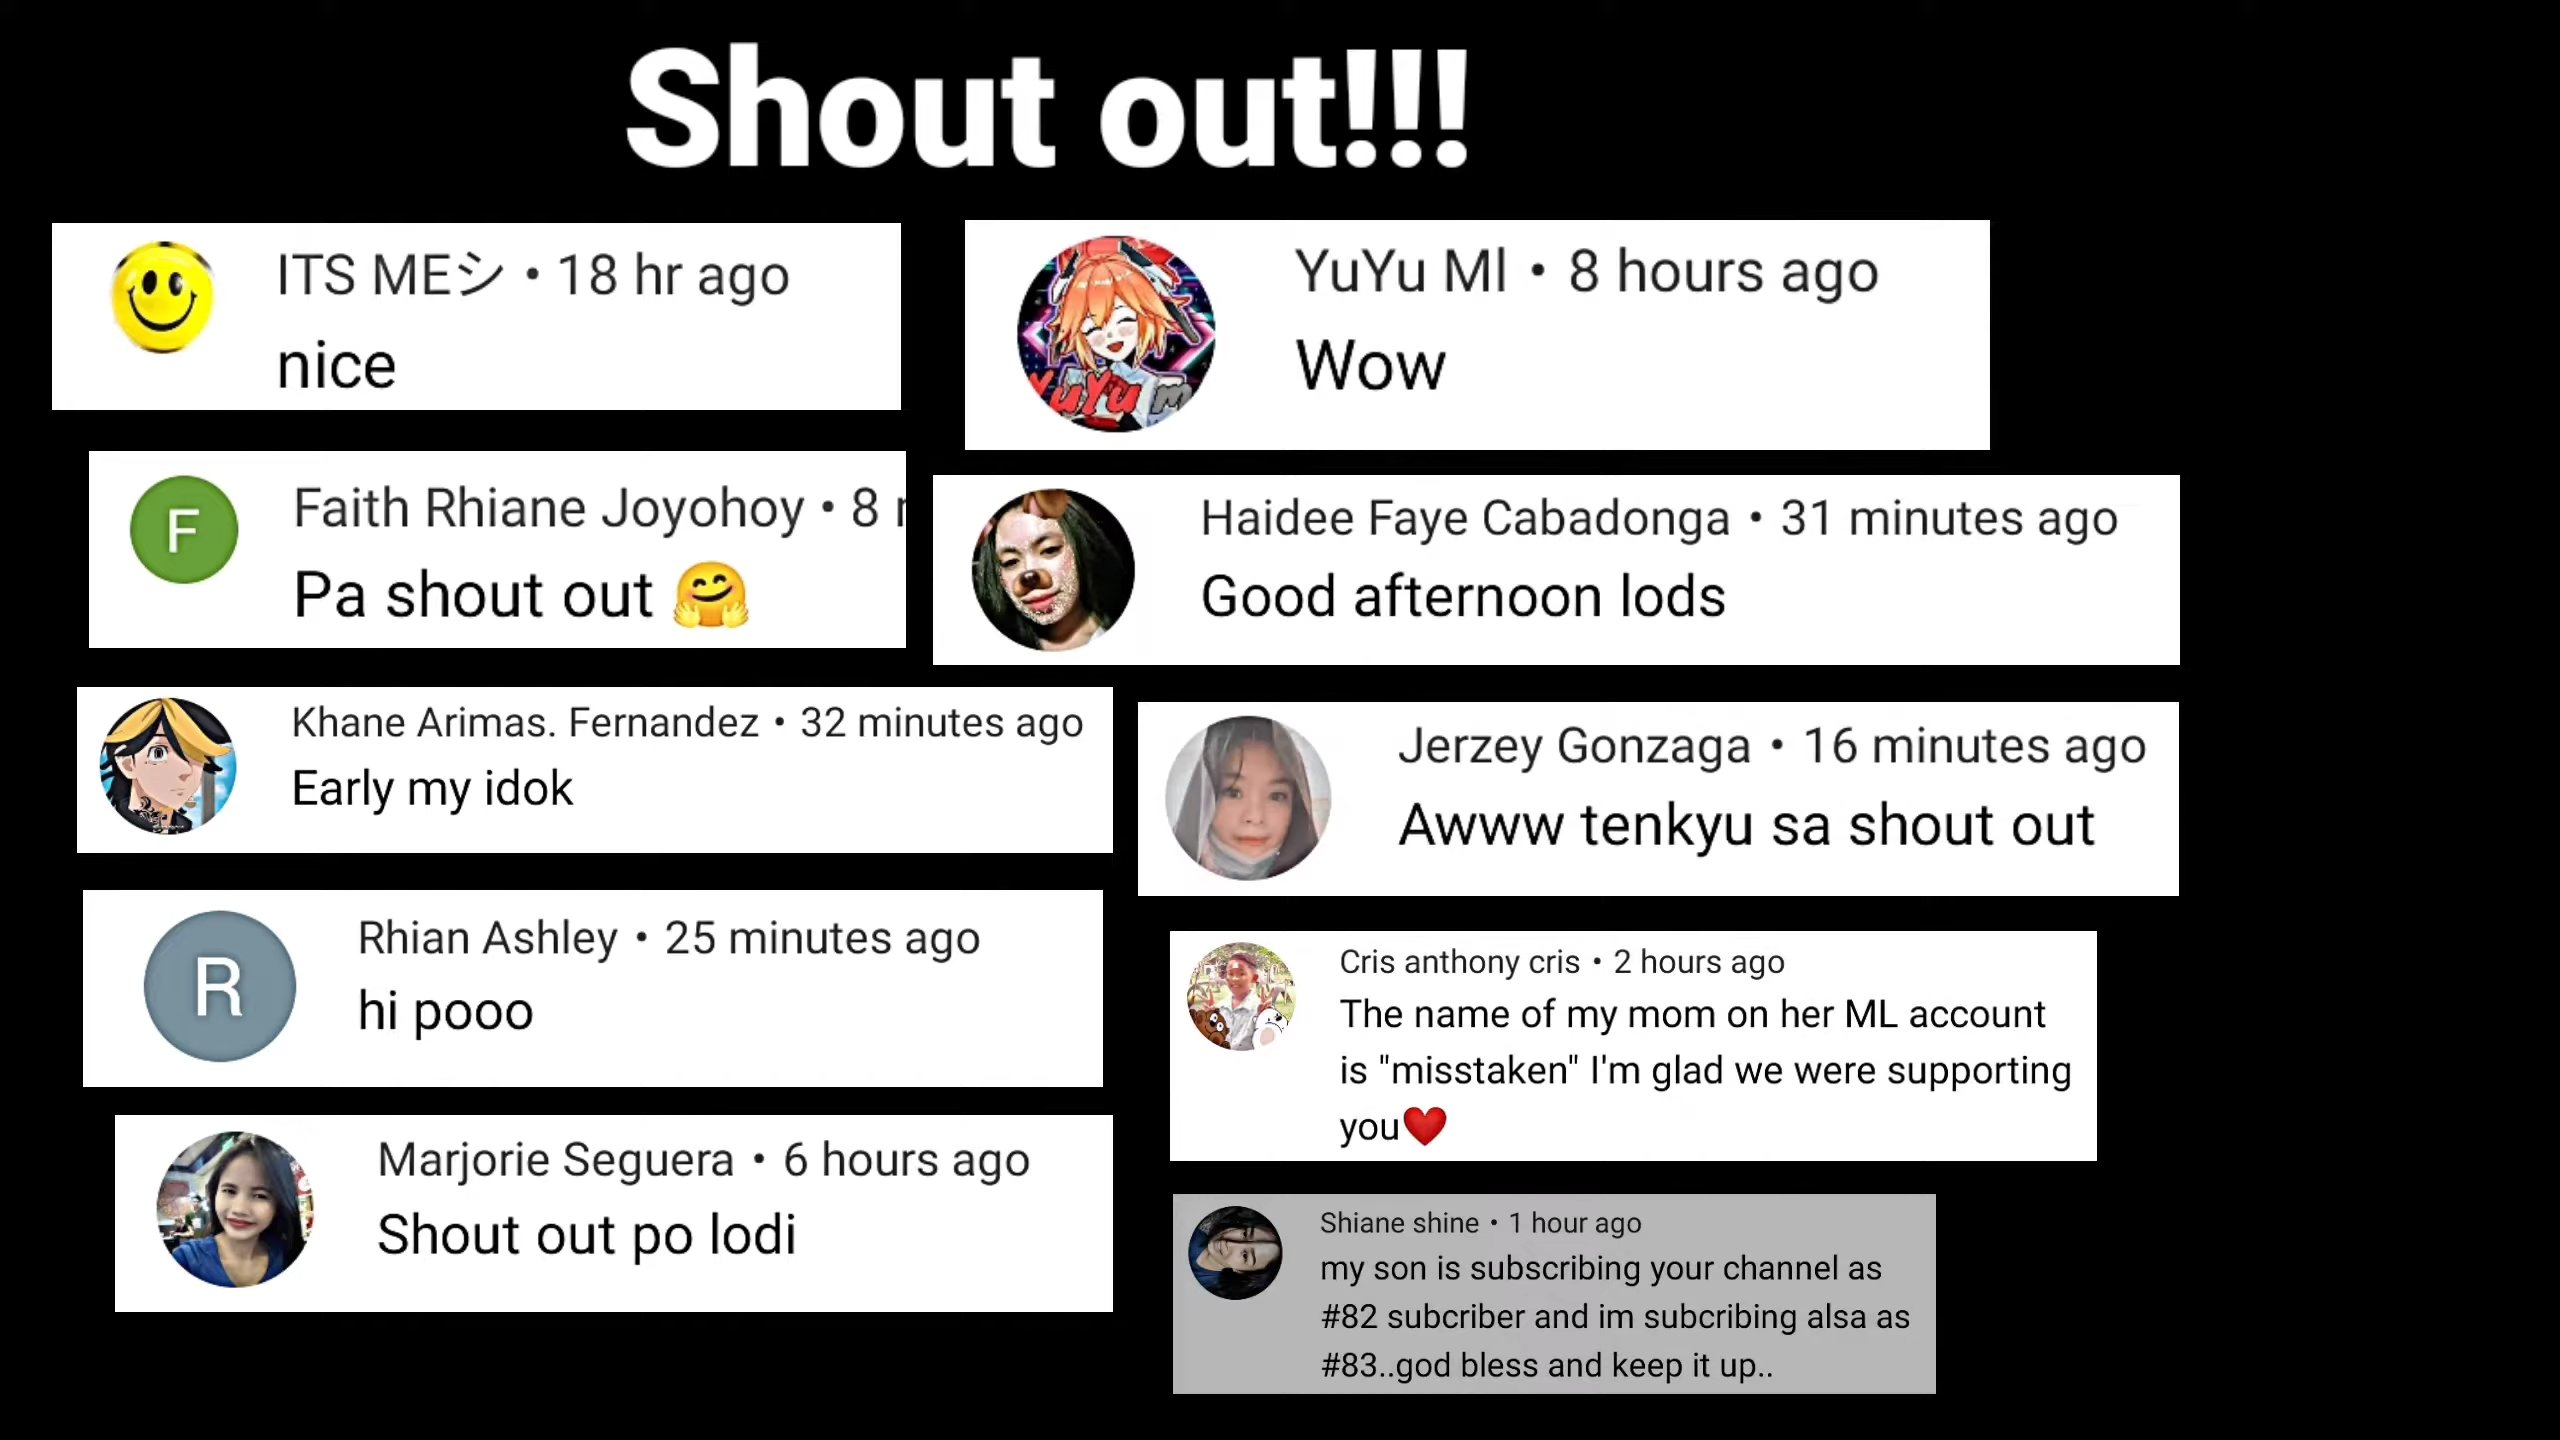 Shout out!!!
ITS MEシ • 18 hr ago
nice
YuYu Ml • 8 hours ago
Wow
YuYu m
F
Faith Rhiane Joyohoy • 8
Pa shout out 🤗
Haidee Faye Cabadonga • 31 minutes ago
Good afternoon lods
Khane Arimas. Fernandez • 32 minutes ago
Early my idok
Jerzey Gonzaga • 16 minutes ago
Awww tenkyu sa shout out
R
Rhian Ashley • 25 minutes ago
hi pooo
Cris anthony cris • 2 hours ago
The name of my mom on her ML account
is "misstaken" I'm glad we were supporting
you❤️
Marjorie Seguera • 6 hours ago
Shout out po lodi
Shiane shine • 1 hour ago
my son is subscribing your channel as
#82 subcriber and im subcribing alsa as
#83..god bless and keep it up..